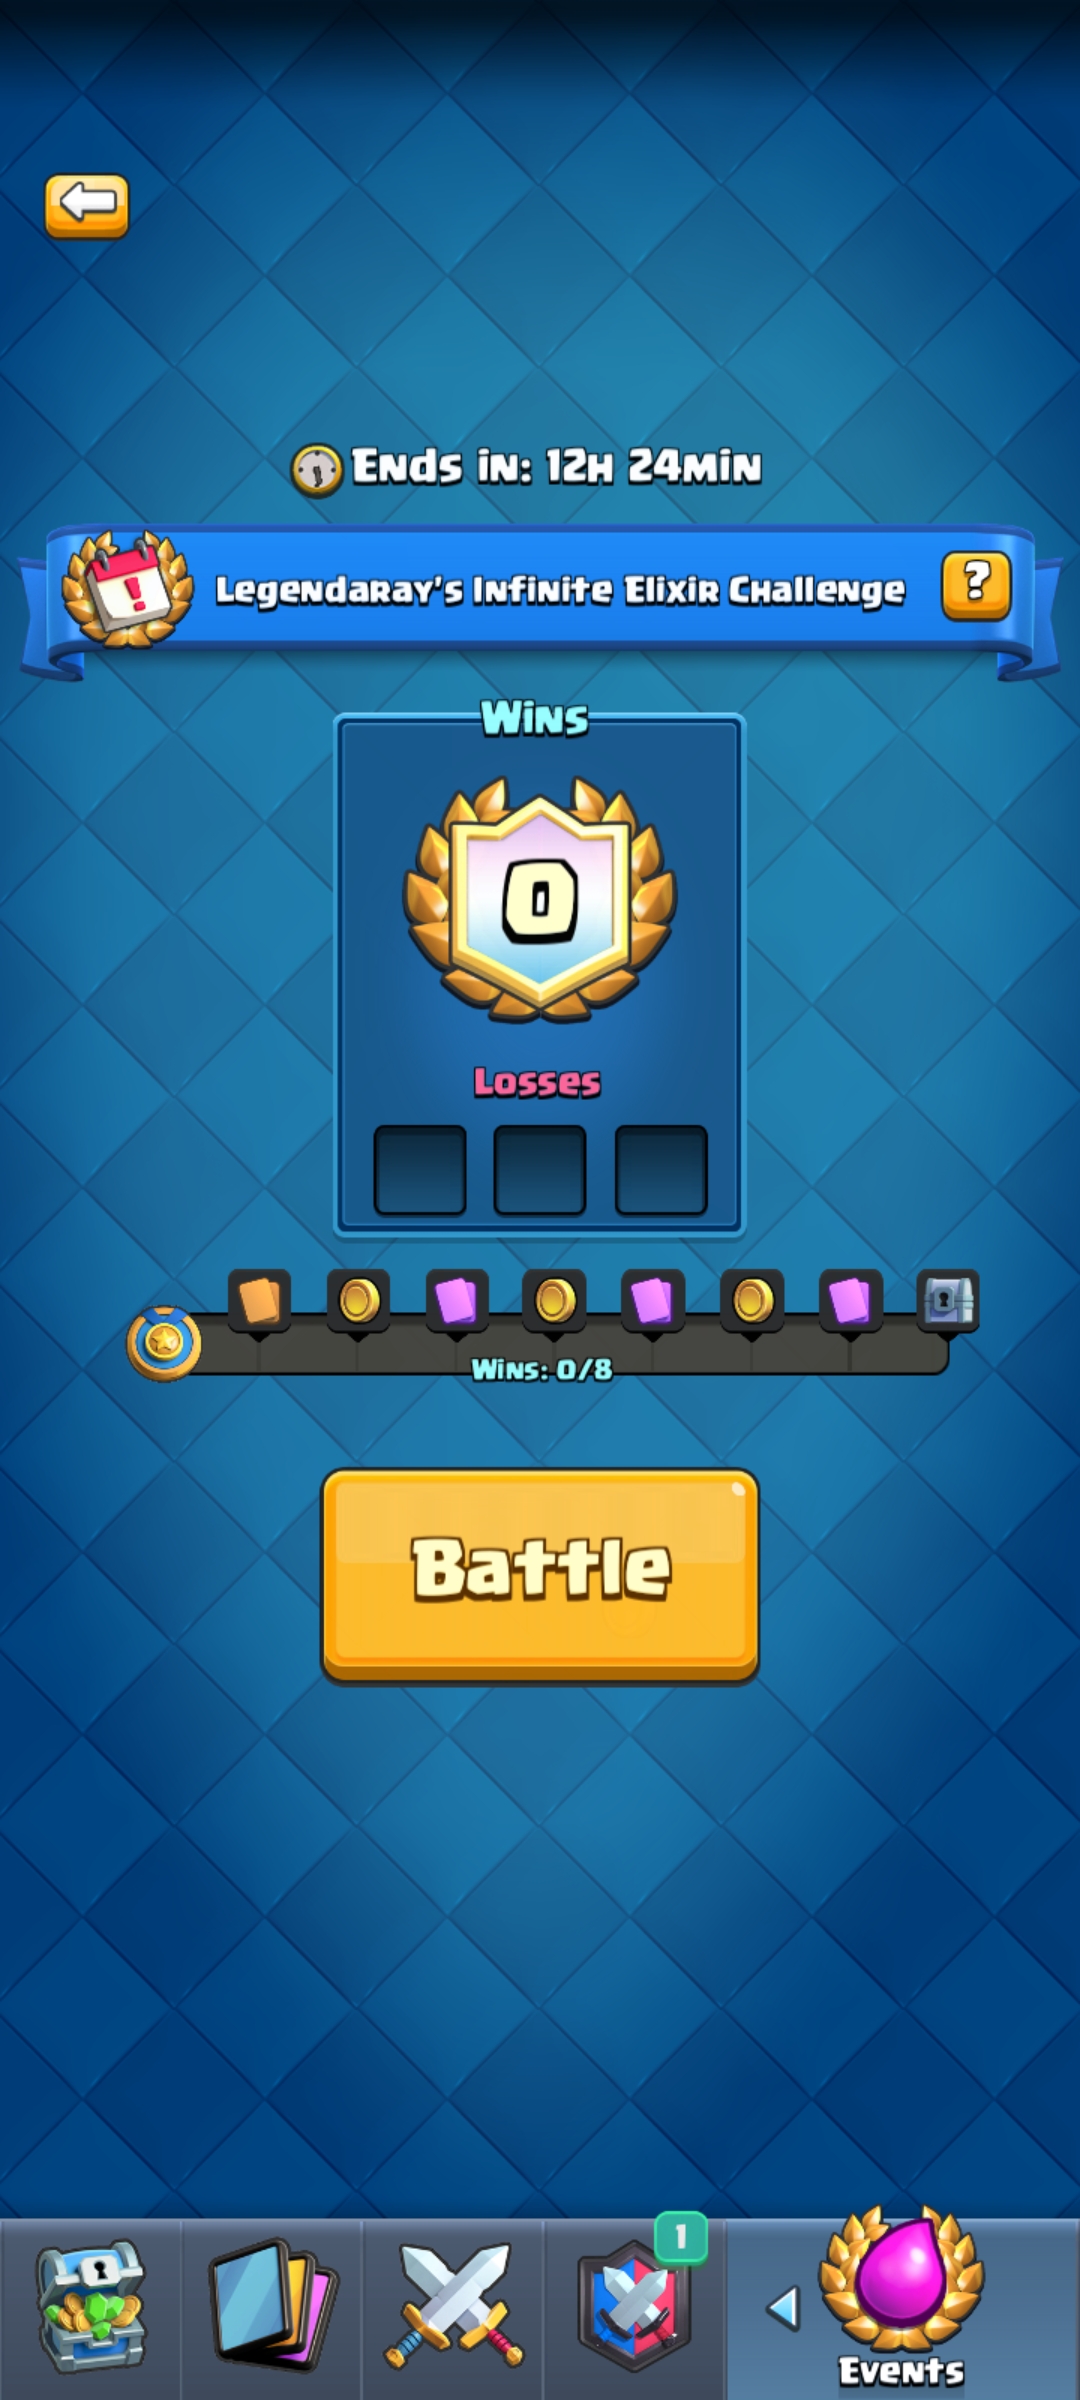 Ends in: 12h 24min
Legendaray's Infinite Elixir Challenge
?
Wins
0
Losses
Wins: 0/8
Battle
1
Events